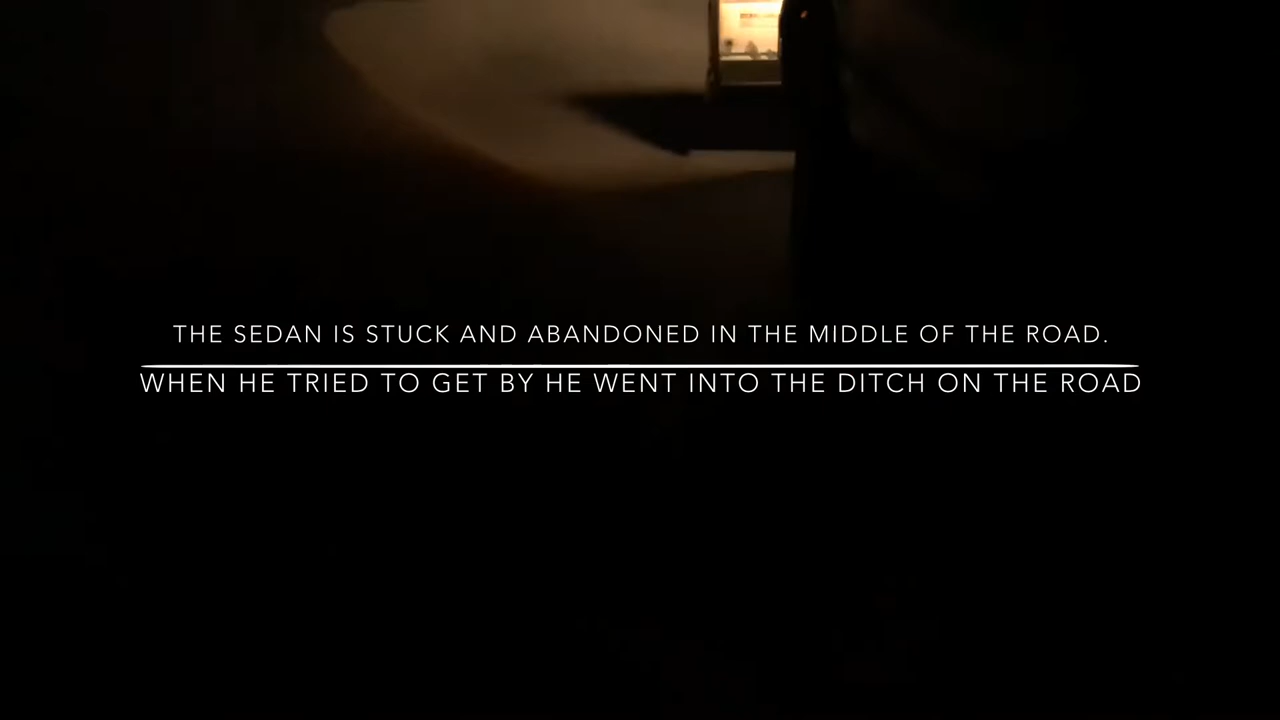 THE SEDAN IS STUCK AND ABANDONED IN THE MIDDLE OF THE ROAD.
WHEN HE TRIED TO GET BY HE WENT INTO THE DITCH ON THE ROAD